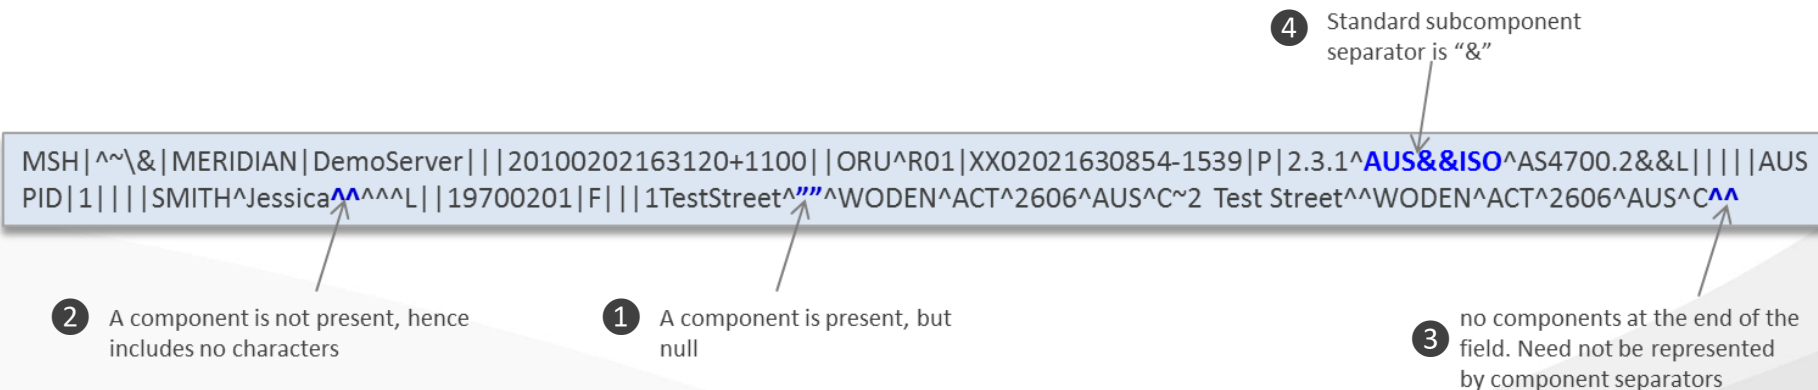 4 Standard subcomponent
separator is “&”
MSH|^~\&|MERIDIAN|DemoServer|||20100202163120+1100||ORU^R01|XX02021630854-1539|P|2.3.1^AUS&&ISO^AS4700.2&&L|||||AUS
PID|1||||SMITH^Jessica^^^^^L||19700201|F|||1TestStreet^””^WODEN^ACT^2606^AUS^C~2 Test Street^^WODEN^ACT^2606^AUS^C^^
2 A component is not present, hence
includes no characters
1 A component is present, but
null
3 no components at the end of the
field. Need not be represented
by component separators